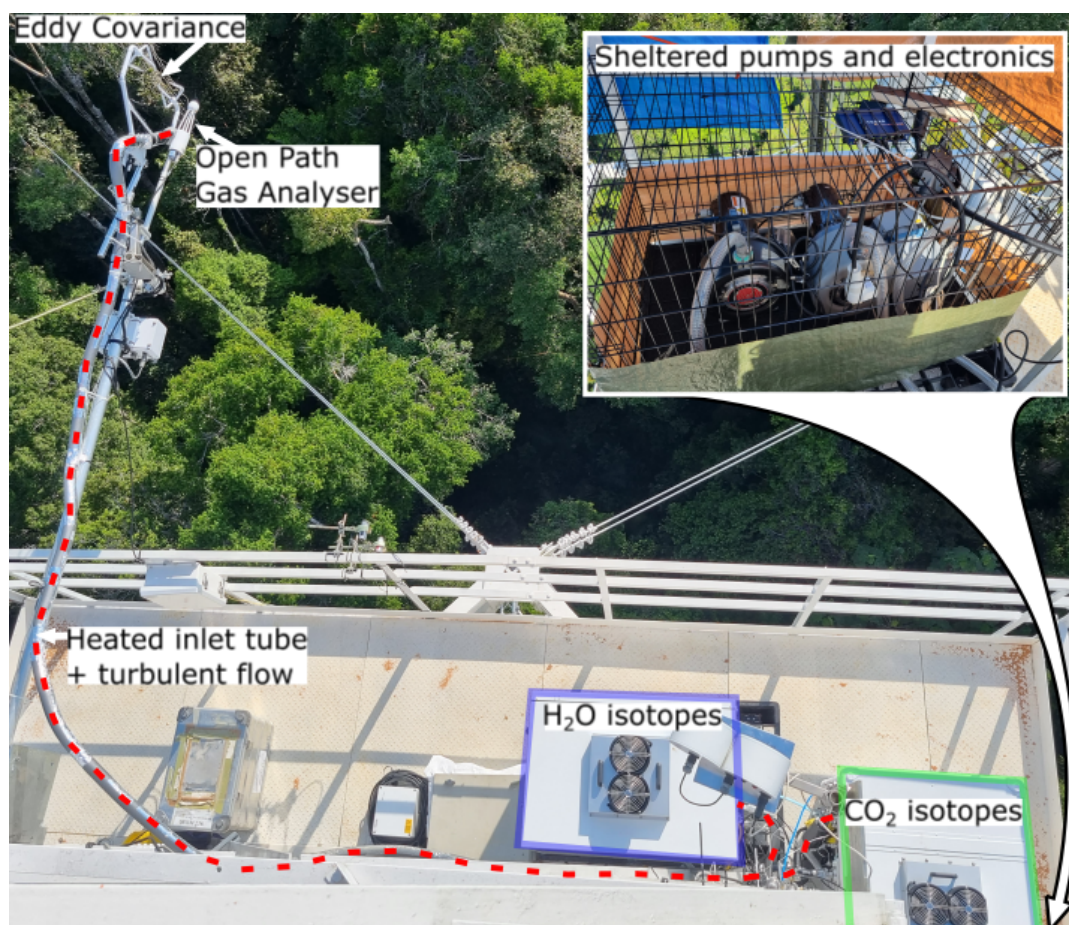 Eddy Covariance
Sheltered pumps and electronics
Open Path
Gas Analyser
Heated inlet tube
+ turbulent flow
H₂O isotopes
CO₂ isotopes